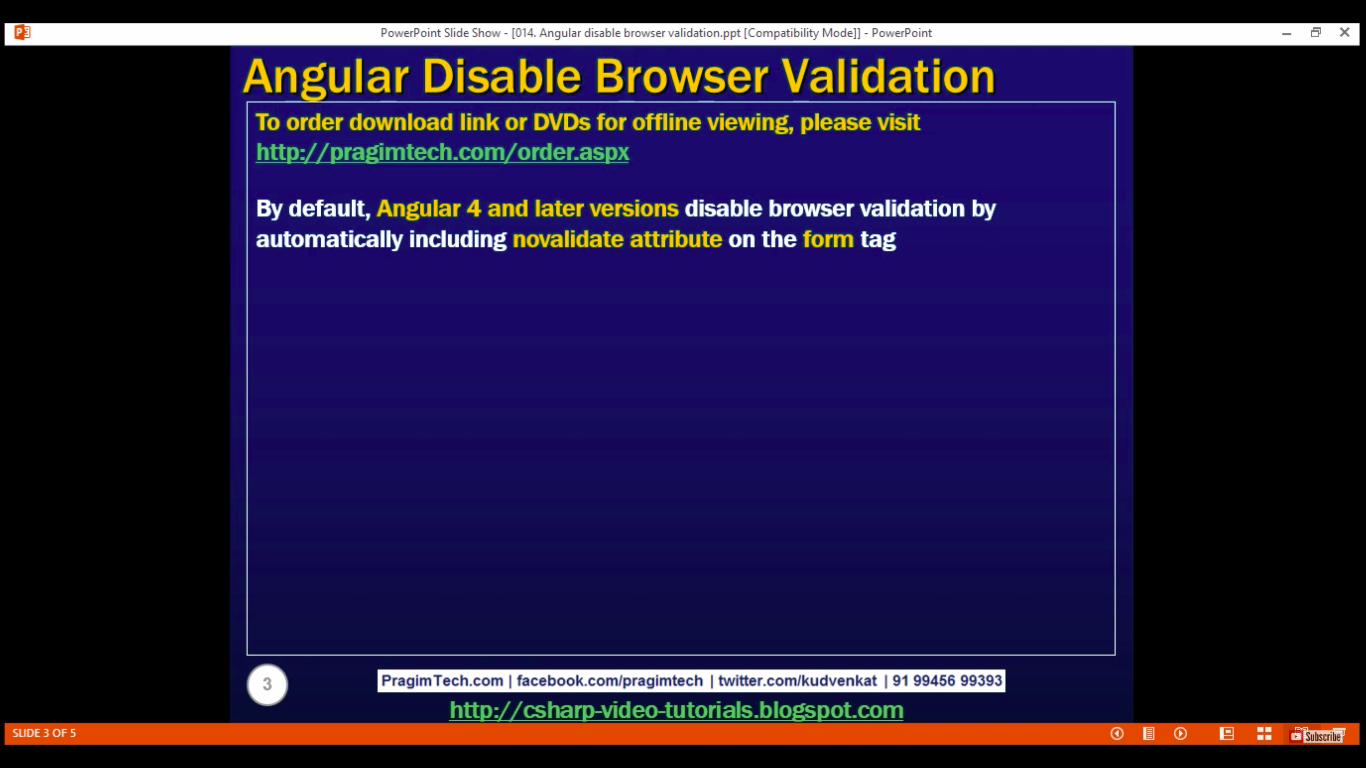 PowerPoint Slide Show - [014. Angular disable browser validation.ppt [Compatibility Mode]] - PowerPoint
Angular Disable Browser Validation
To order download link or DVDs for offline viewing, please visit
http://pragimtech.com/order.aspx
By default, Angular 4 and later versions disable browser validation by
automatically including novalidate attribute on the form tag
3
PragimTech.com | facebook.com/pragimtech | twitter.com/kudvenkat | 91 99456 99393
http://csharp-video-tutorials.blogspot.com
SLIDE 3 OF 5
Subscribe